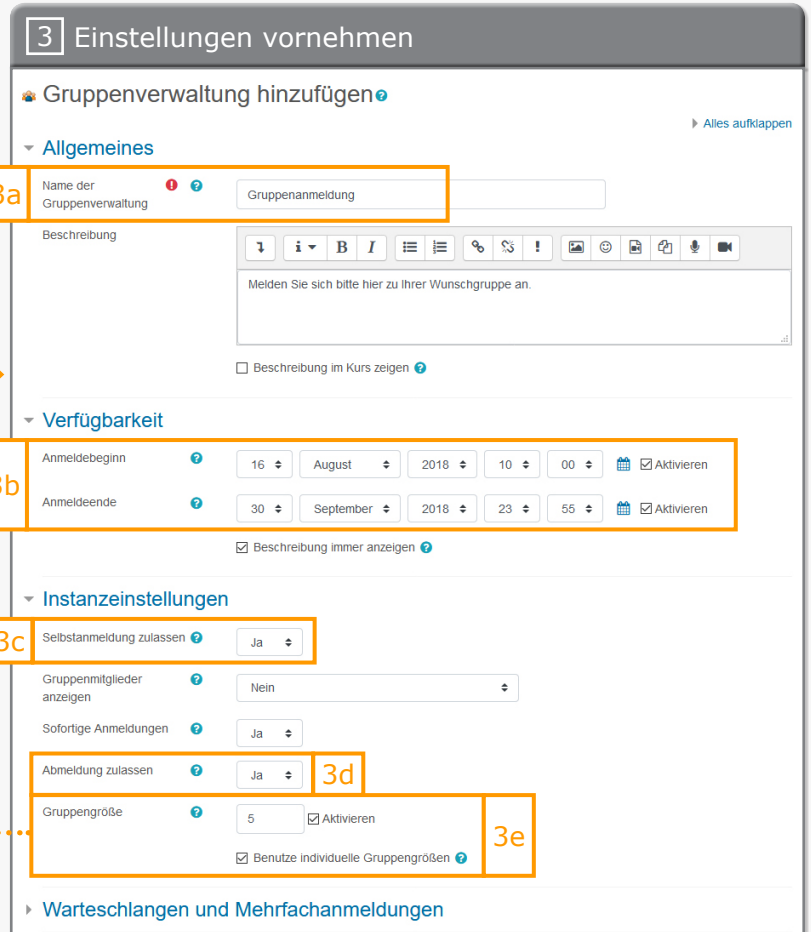 3 Einstellungen vornehmen
Gruppenverwaltung hinzufügen
Alles aufklappen
Allgemeines
3a
Name der
Gruppenverwaltung
Gruppenanmeldung
Beschreibung
i B I
Melden Sie sich bitte hier zu Ihrer Wunschgruppe an.
Beschreibung im Kurs zeigen
Verfügbarkeit
3b
Anmeldebeginn 16 August 2018 10 00 Aktivieren
Anmeldeende 30 September 2018 23 55 Aktivieren
Beschreibung immer anzeigen
Instanzeinstellungen
3c Selbstanmeldung zulassen Ja
Gruppenmitglieder
anzeigen
Nein
Sofortige Anmeldungen Ja
Abmeldung zulassen Ja 3d
Gruppengröße 5 Aktivieren
3e
Benutze individuelle Gruppengrößen
Warteschlangen und Mehrfachanmeldungen